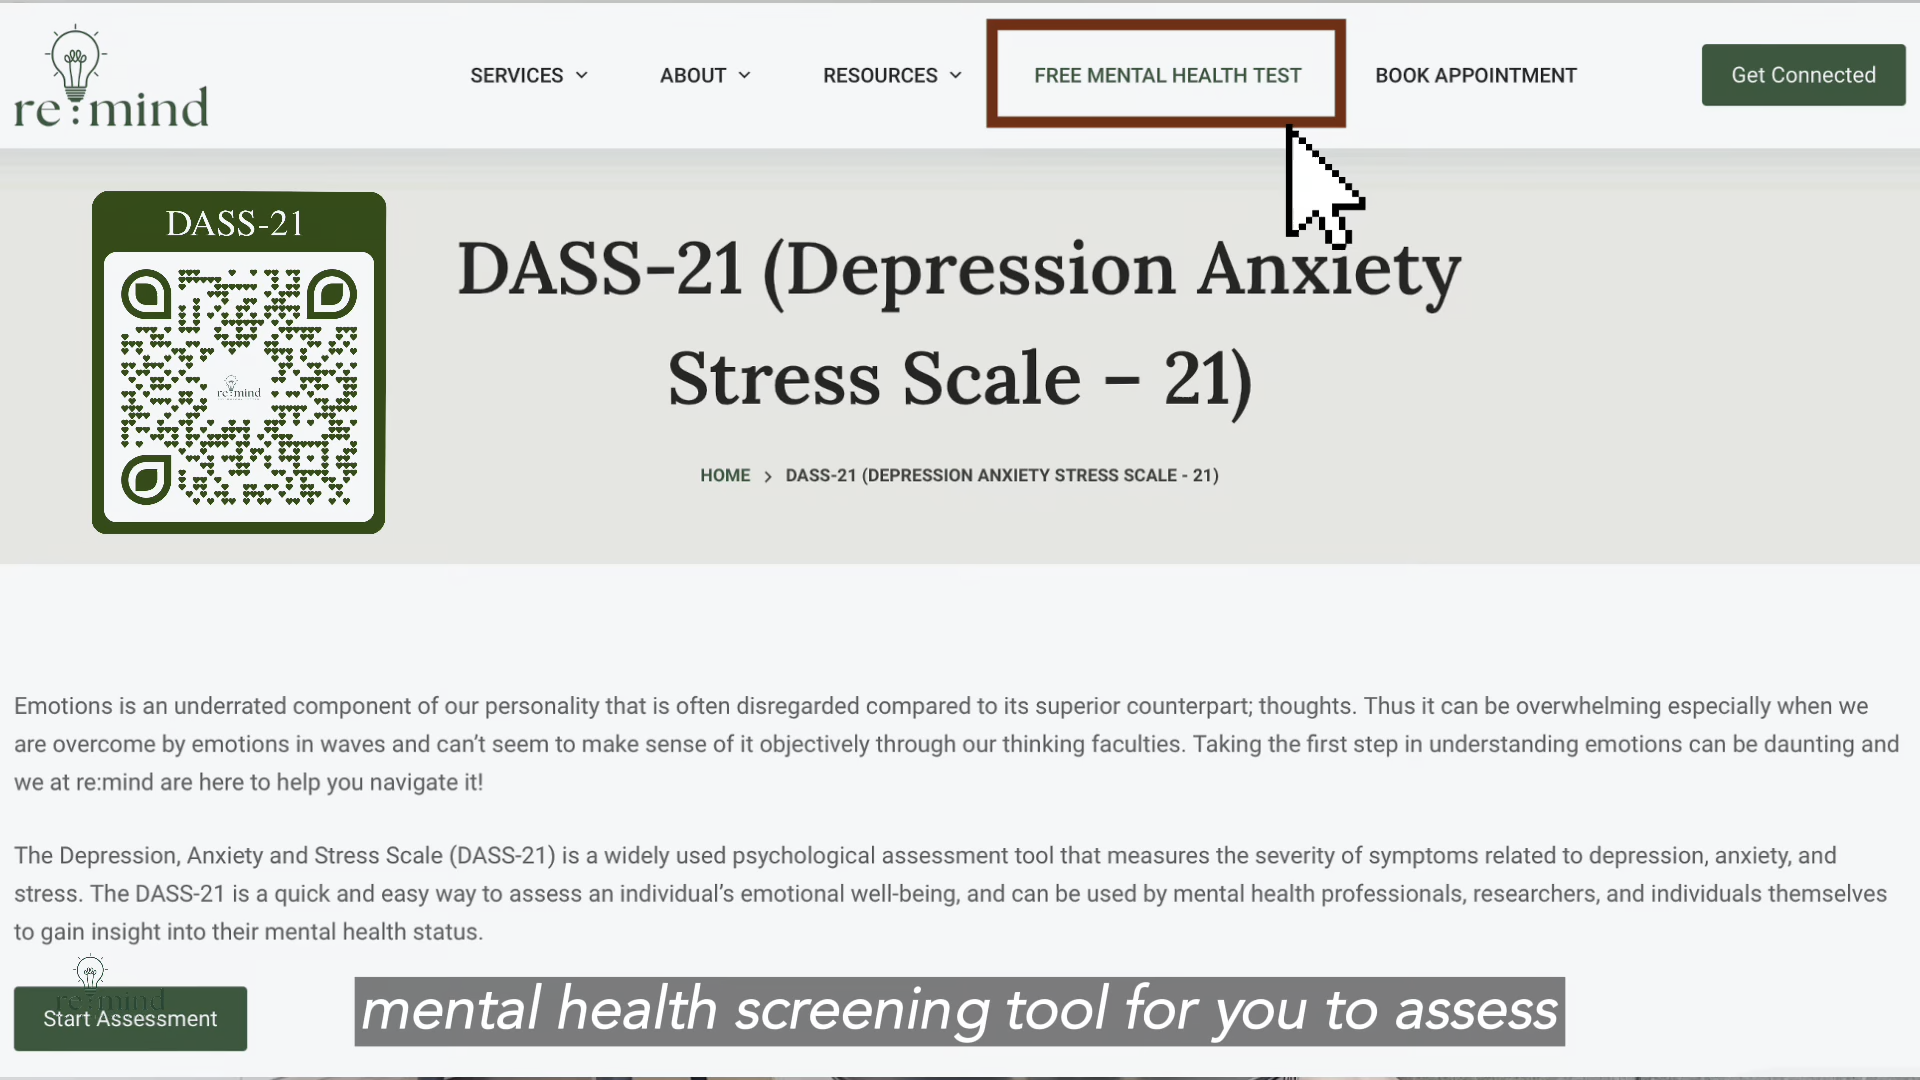 re:mind
SERVICES
ABOUT
RESOURCES
FREE MENTAL HEALTH TEST
BOOK APPOINTMENT
Get Connected
DASS-21
re:mind
DASS-21 (Depression Anxiety
Stress Scale – 21)
HOME > DASS-21 (DEPRESSION ANXIETY STRESS SCALE - 21)
Emotions is an underrated component of our personality that is often disregarded compared to its superior counterpart; thoughts. Thus it can be overwhelming especially when we
are overcome by emotions in waves and can’t seem to make sense of it objectively through our thinking faculties. Taking the first step in understanding emotions can be daunting and
we at re:mind are here to help you navigate it!
The Depression, Anxiety and Stress Scale (DASS-21) is a widely used psychological assessment tool that measures the severity of symptoms related to depression, anxiety, and
stress. The DASS-21 is a quick and easy way to assess an individual’s emotional well-being, and can be used by mental health professionals, researchers, and individuals themselves
to gain insight into their mental health status.
re:mind
Start Assessment
mental health screening tool for you to assess